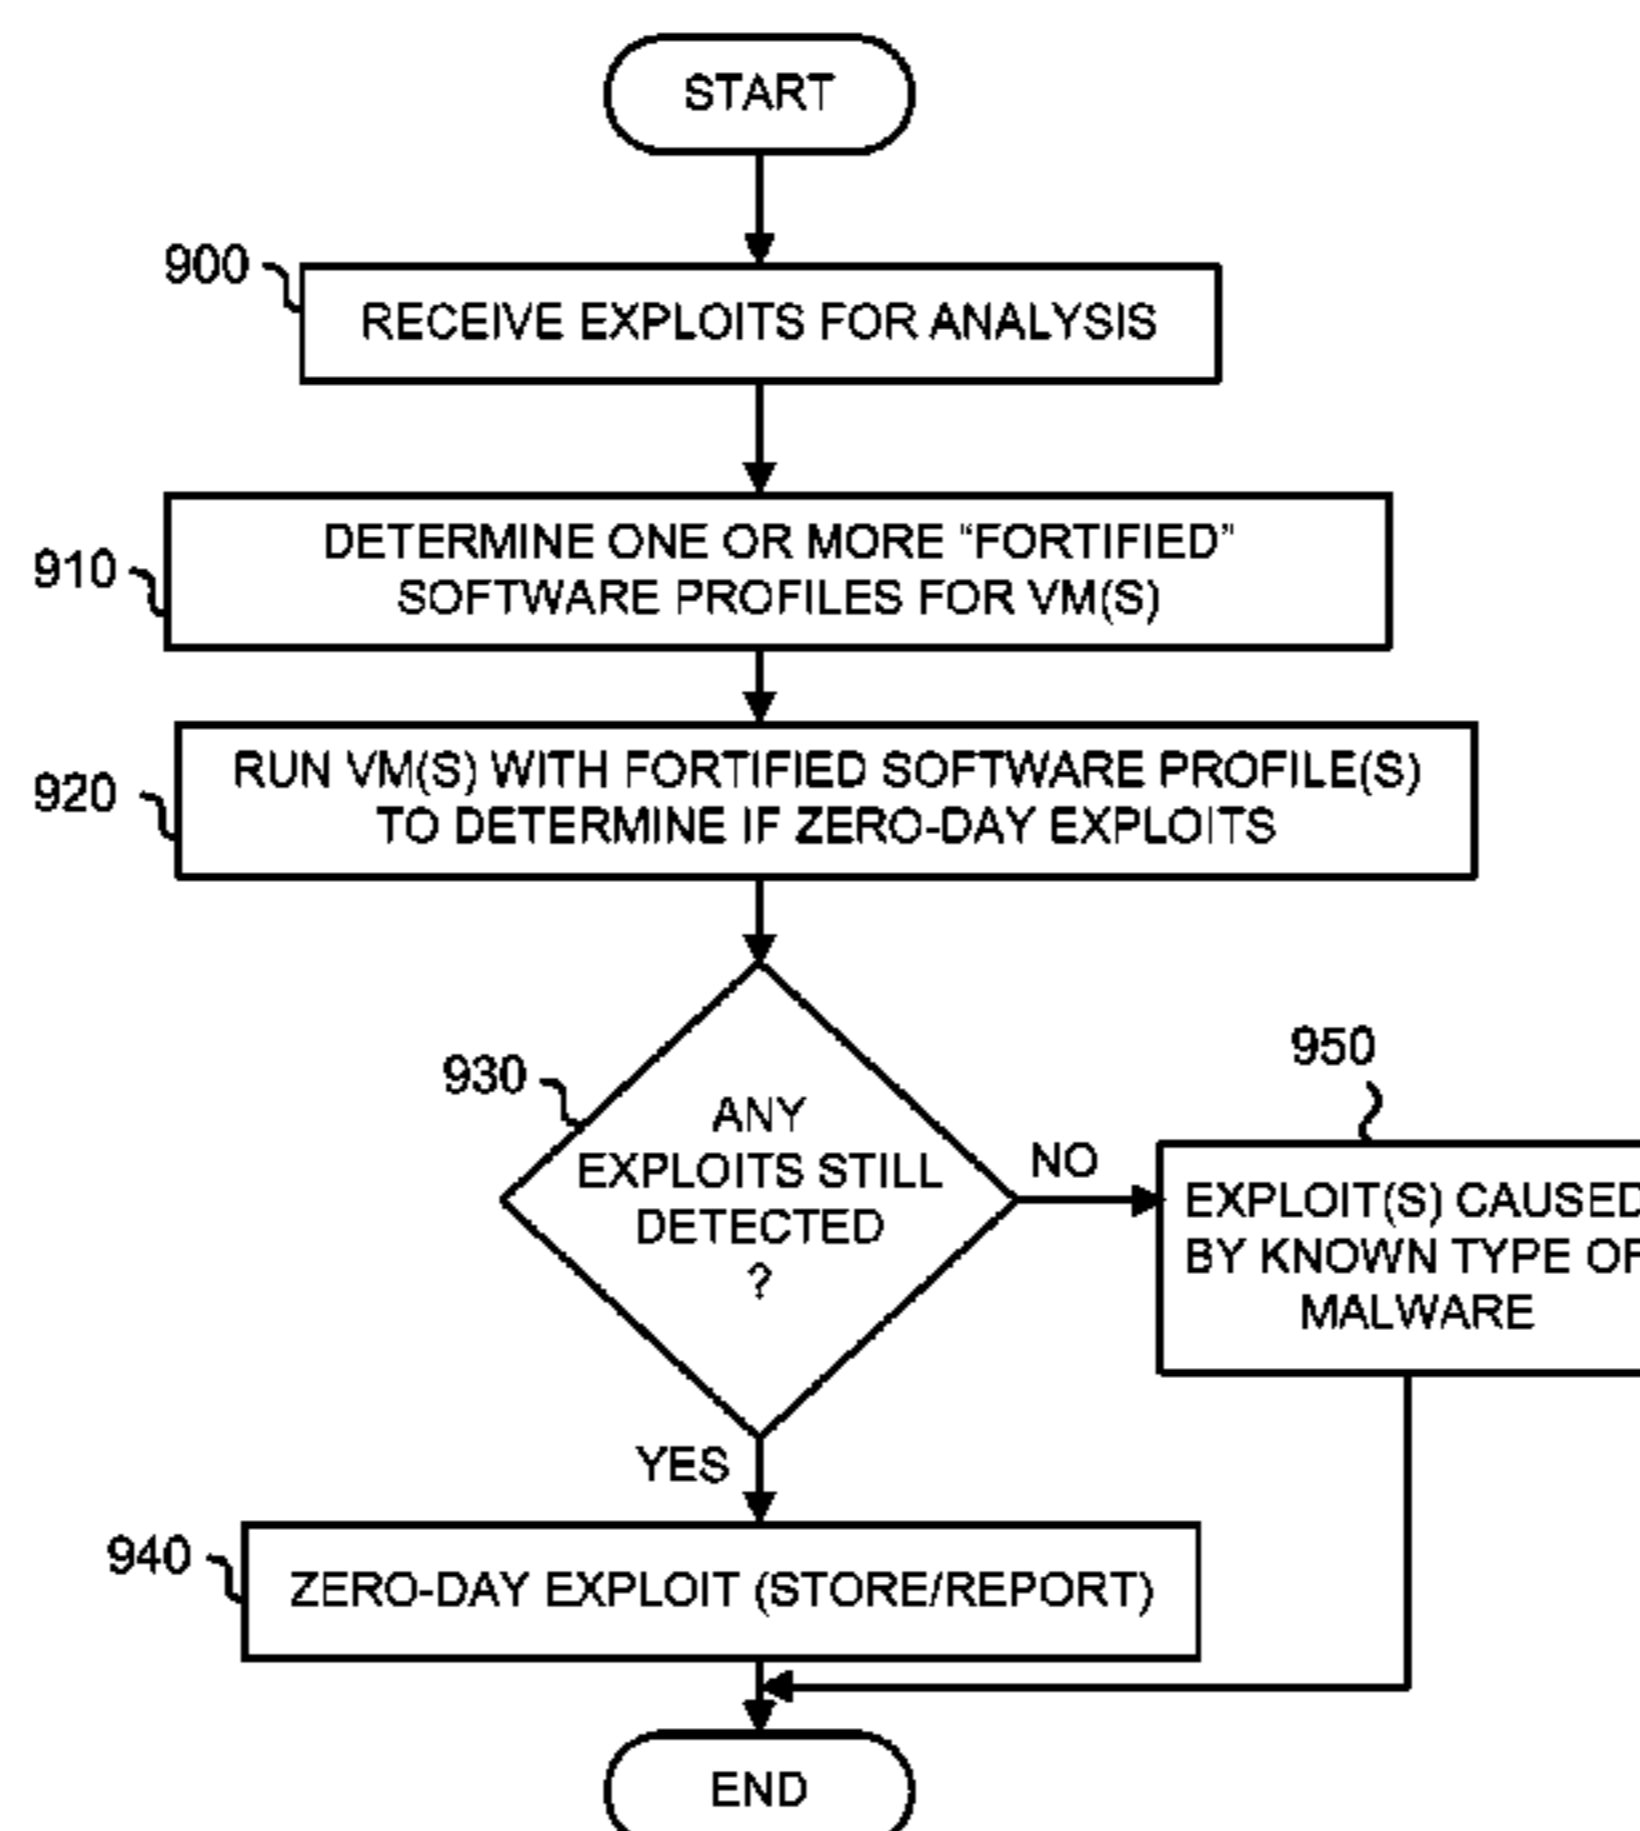 START
900
RECEIVE EXPLOITS FOR ANALYSIS
910
DETERMINE ONE OR MORE “FORTIFIED”
SOFTWARE PROFILES FOR VM(S)
920
RUN VM(S) WITH FORTIFIED SOFTWARE PROFILE(S)
TO DETERMINE IF ZERO-DAY EXPLOITS
930
ANY
EXPLOITS STILL
DETECTED
?
NO
950
EXPLOIT(S) CAUSED
BY KNOWN TYPE OF
MALWARE
YES
940
ZERO-DAY EXPLOIT (STORE/REPORT)
END